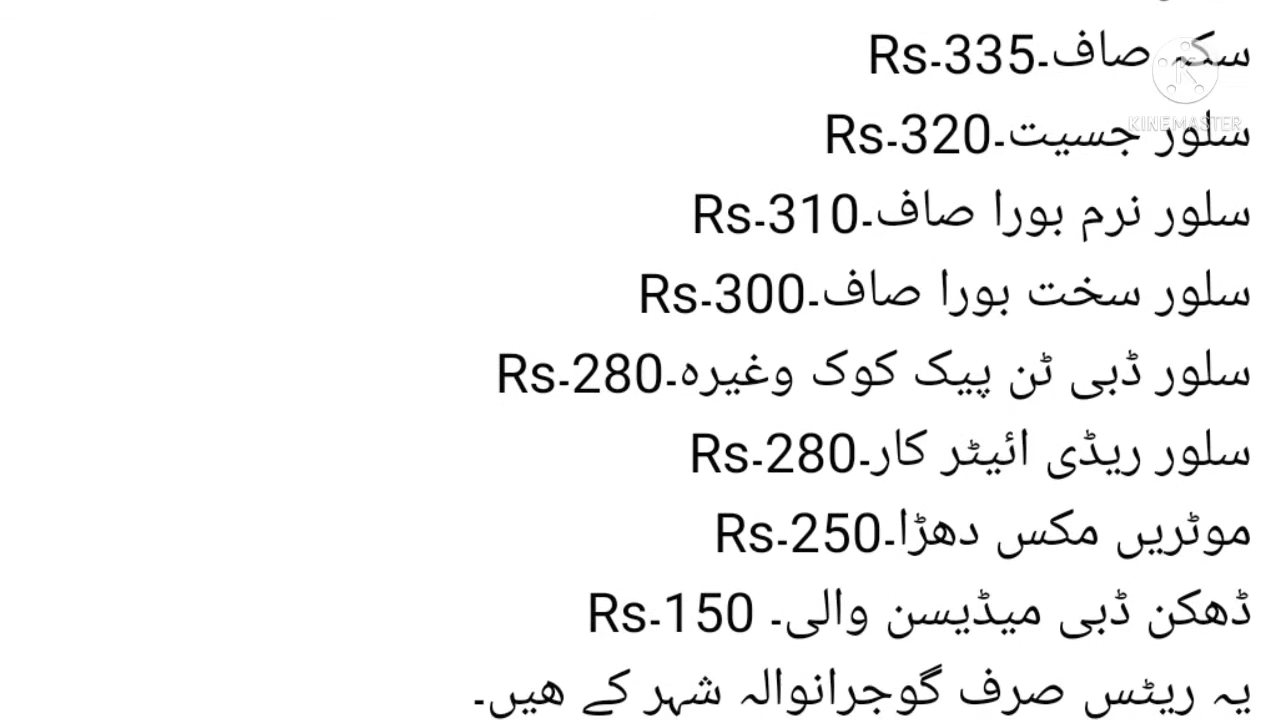 سکہ صاف۔Rs-335
KINEMASTER
سلور جسیت۔Rs-320
سلور نرم بورا صاف۔Rs-310
سلور سخت بورا صاف۔Rs-300
سلور ڈبی ٹن پیک کوک وغیرہ۔Rs-280
سلور ریڈی ائیٹر کار۔Rs-280
موٹریں مکس دھڑا۔Rs-250
ڈھکن ڈبی میڈیسن والی۔ Rs-150
یہ ریٹس صرف گوجرانوالہ شہر کے ھیں۔